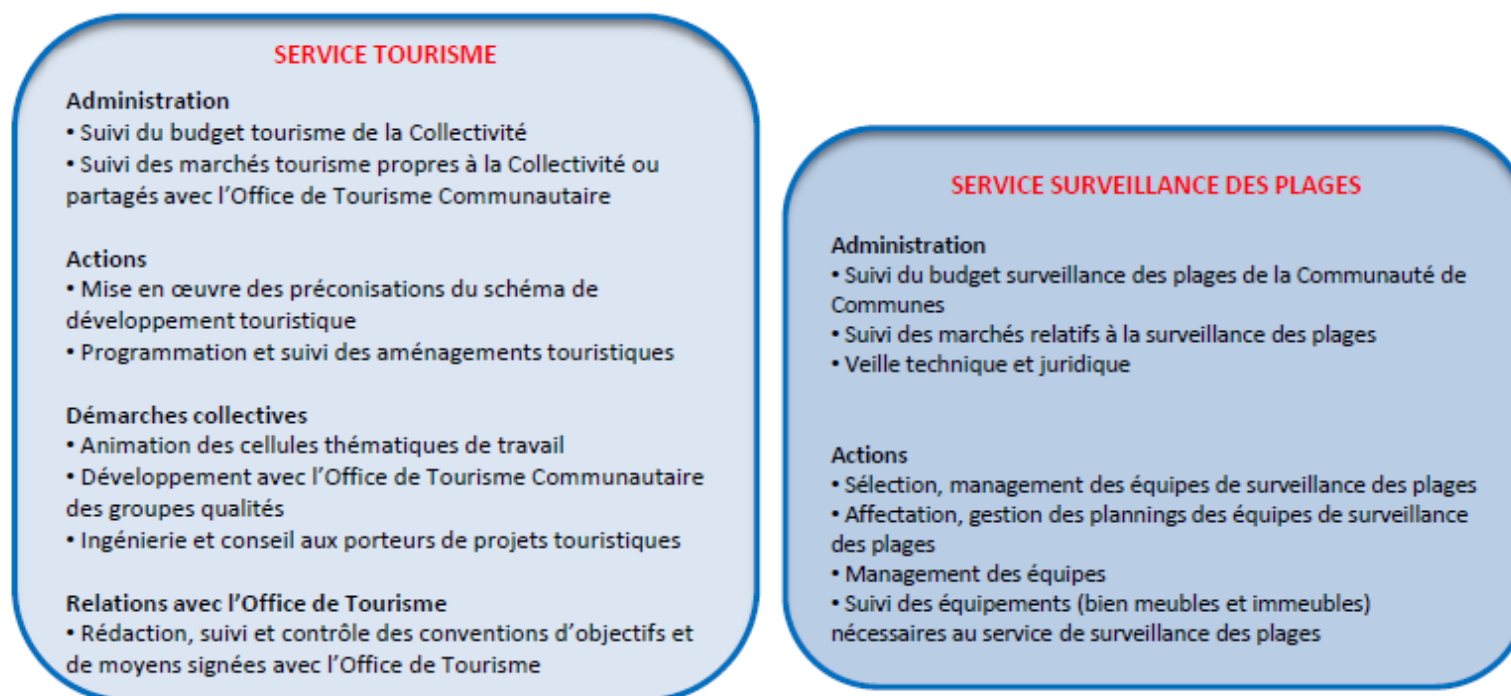 SERVICE TOURISME
Administration
• Suivi du budget tourisme de la Collectivité
• Suivi des marchés tourisme propres à la Collectivité ou
partagés avec l'Office de Tourisme Communautaire
Actions
• Mise en œuvre des préconisations du schéma de
développement touristique
• Programmation et suivi des aménagements touristiques
Démarches collectives
• Animation des cellules thématiques de travail
• Développement avec l'Office de Tourisme Communautaire
des groupes qualités
• Ingénierie et conseil aux porteurs de projets touristiques
Relations avec l'Office de Tourisme
• Rédaction, suivi et contrôle des conventions d'objectifs et
de moyens signées avec l'Office de Tourisme
SERVICE SURVEILLANCE DES PLAGES
Administration
• Suivi du budget surveillance des plages de la Communauté de
Communes
• Suivi des marchés relatifs à la surveillance des plages
• Veille technique et juridique
Actions
• Sélection, management des équipes de surveillance des plages
• Affectation, gestion des plannings des équipes de surveillance
des plages
• Management des équipes
• Suivi des équipements (bien meubles et immeubles)
nécessaires au service de surveillance des plages